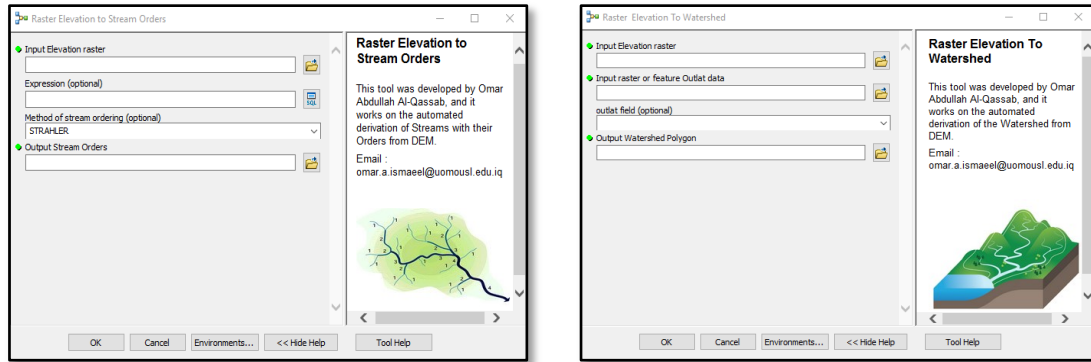 Raster Elevation to Stream Orders
Input Elevation raster
Expression (optional)
SQL
Method of stream ordering (optional)
STRAHLER
Output Stream Orders
Raster Elevation to
Stream Orders
This tool was developed by Omar
Abdullah Al-Qassab, and it
works on the automated
derivation of Streams with their
Orders from DEM.
Email :
omar.a.ismaeel@uomousl.edu.iq
OK
Cancel
Environments...
<< Hide Help
Tool Help
Raster Elevation To Watershed
Input Elevation raster
Input raster or feature Outlat data
outlat field (optional)
Output Watershed Polygon
Raster Elevation To
Watershed
This tool was developed by Omar
Abdullah Al-Qassab, and it
works on the automated
derivation of the Watershed from
DEM.
Email :
omar.a.ismaeel@uomousl.edu.iq
OK
Cancel
Environments...
<< Hide Help
Tool Help